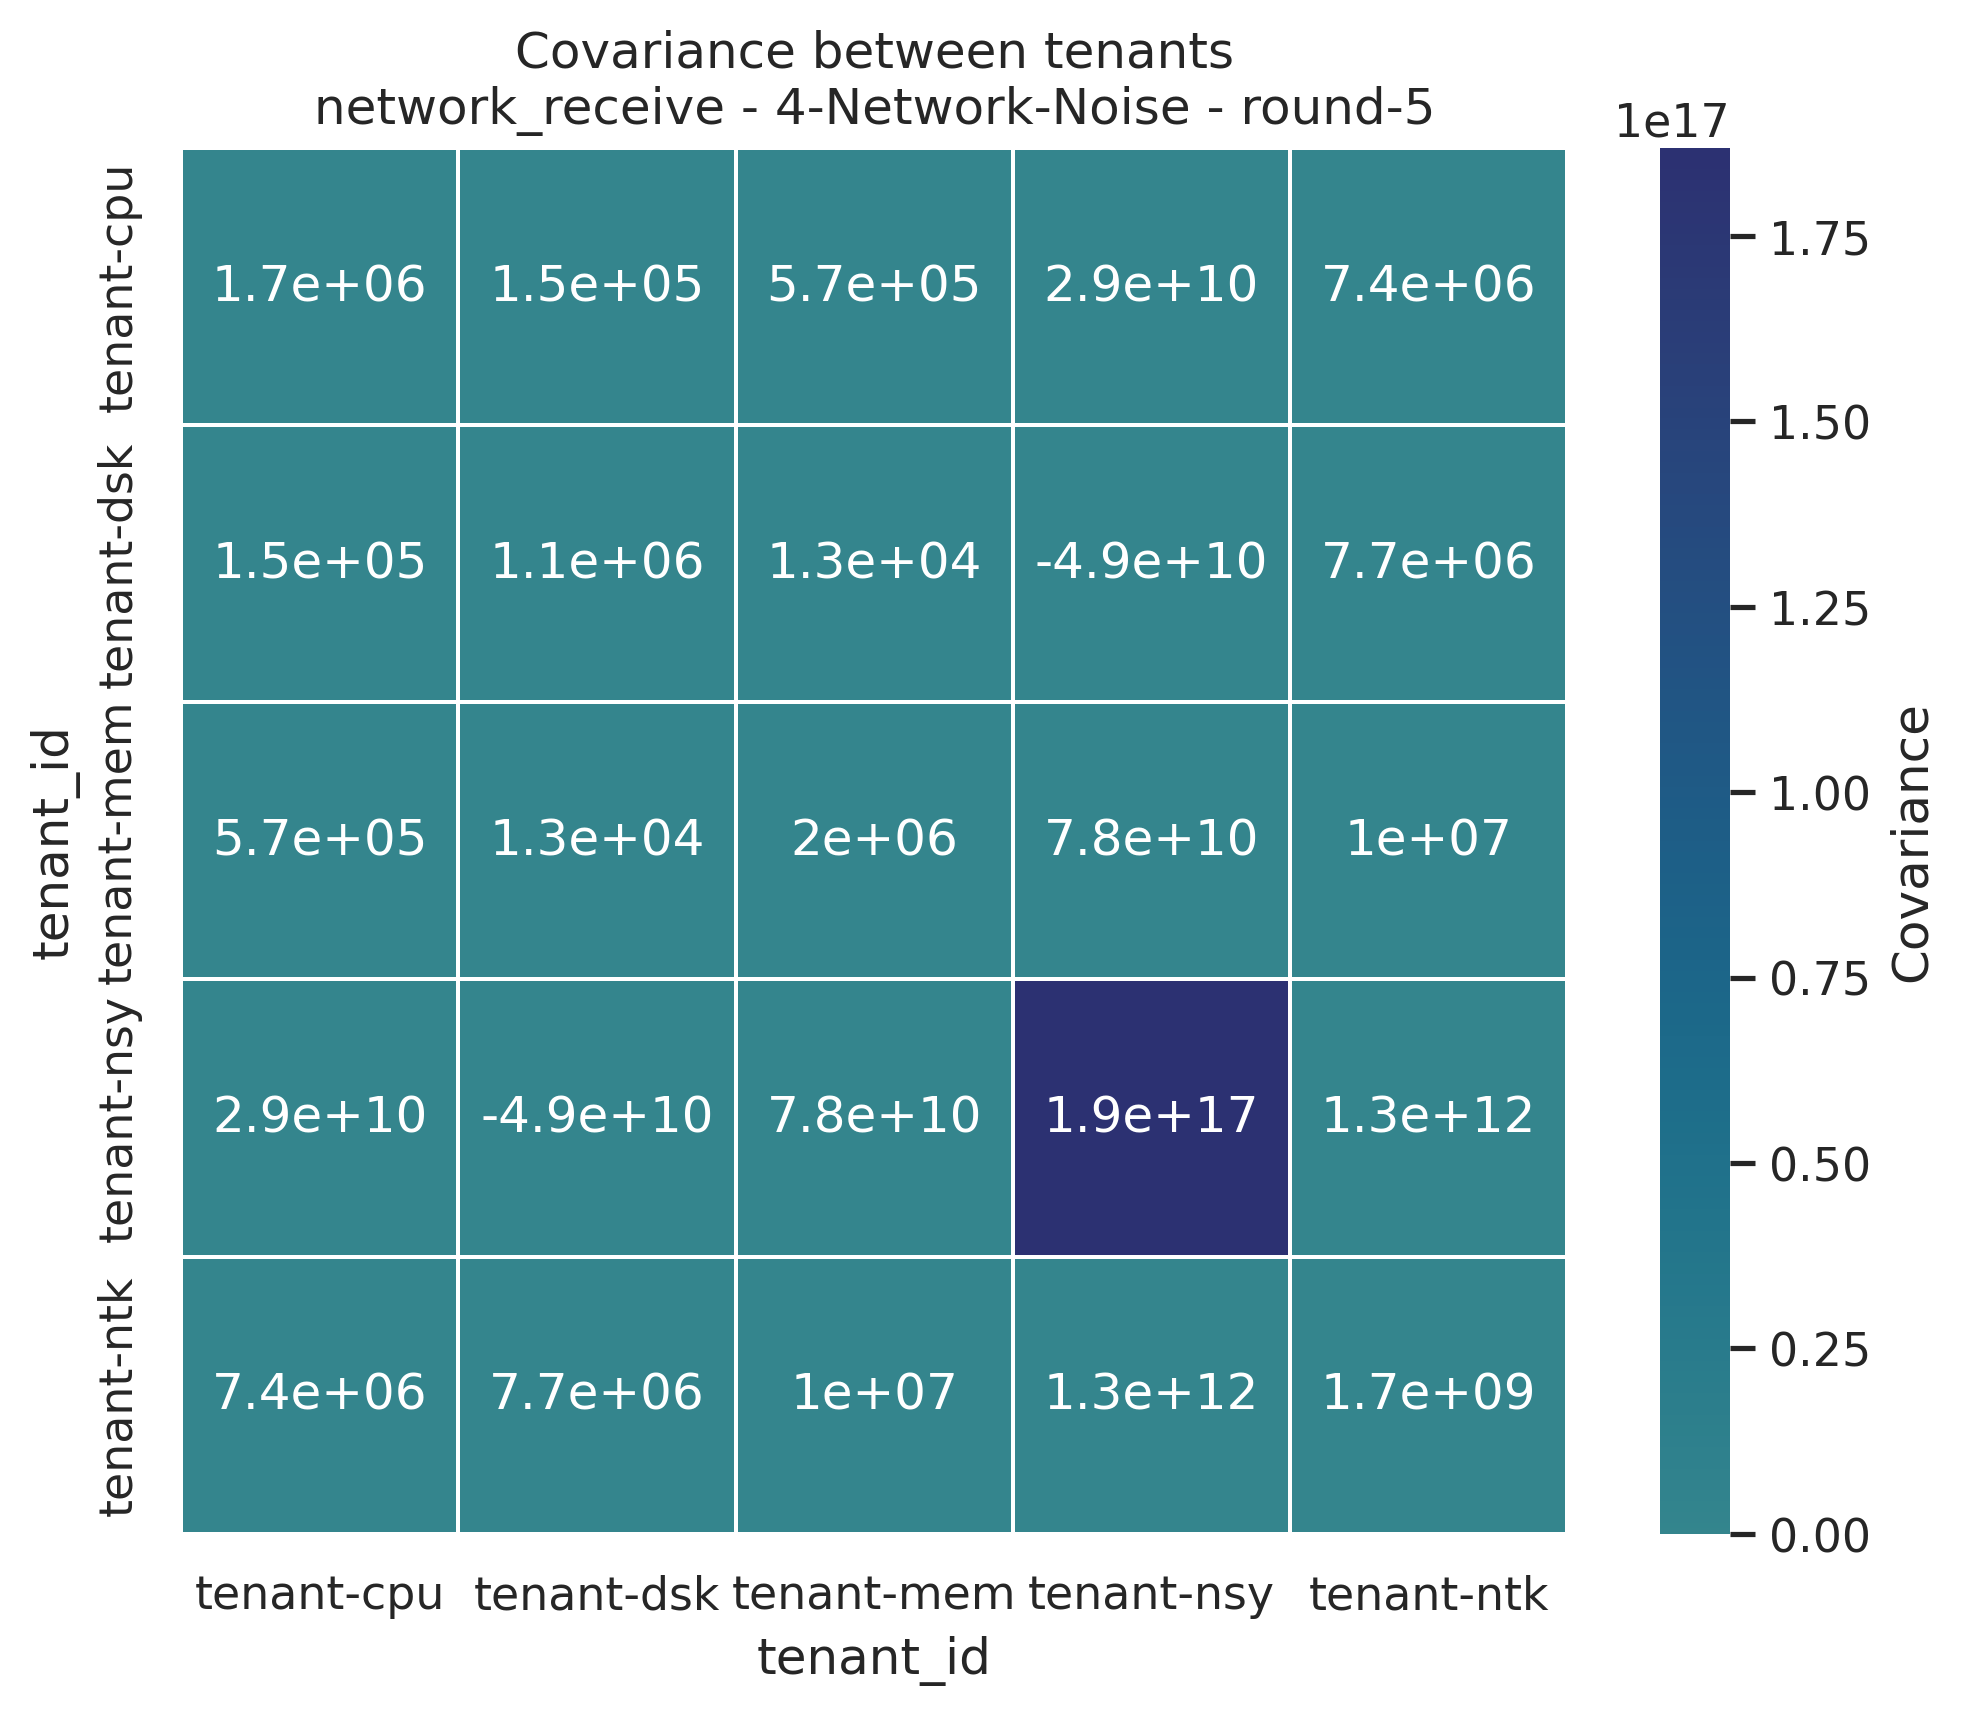 Covariance between tenants
network_receive - 4-Network-Noise - round-5
1e17
tenant-cpu 1.7e+06 1.5e+05 5.7e+05 2.9e+10 7.4e+06
tenant-dsk 1.5e+05 1.1e+06 1.3e+04 -4.9e+10 7.7e+06
tenant-mem 5.7e+05 1.3e+04 2e+06 7.8e+10 1e+07
tenant-nsy 2.9e+10 -4.9e+10 7.8e+10 1.9e+17 1.3e+12
tenant-ntk 7.4e+06 7.7e+06 1e+07 1.3e+12 1.7e+09
tenant_id
tenant-cpu tenant-dsk tenant-mem tenant-nsy tenant-ntk
tenant_id
1.75
1.50
1.25
1.00
0.75
0.50
0.25
0.00
Covariance